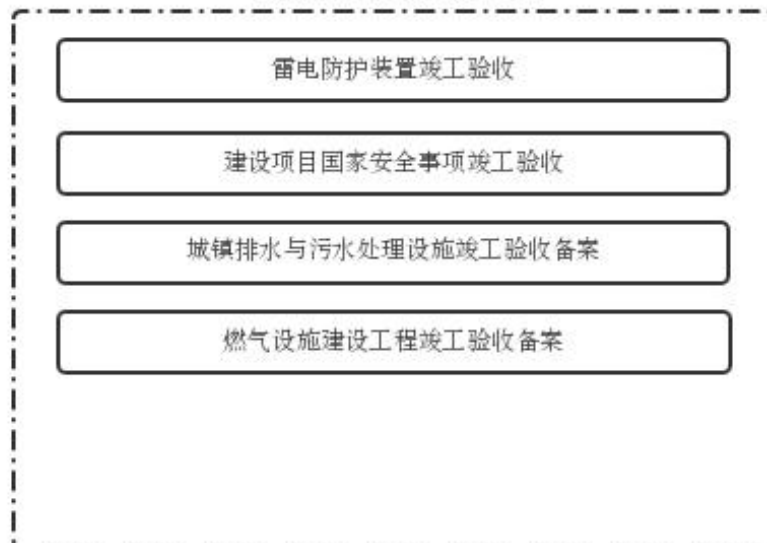 雷电防护装置竣工验收
建设项目国家安全事项竣工验收
城镇排水与污水处理设施竣工验收备案
燃气设施建设工程竣工验收备案